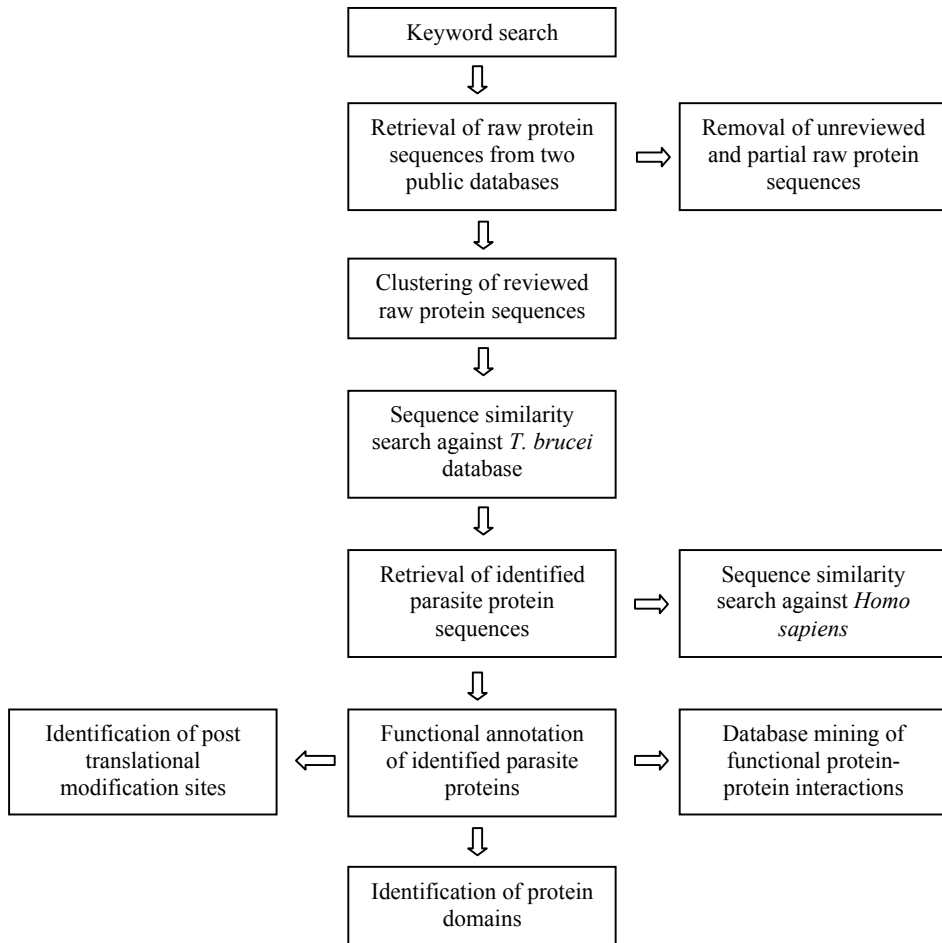 Keyword search
Retrieval of raw protein
sequences from two
public databases
Removal of unreviewed
and partial raw protein
sequences
Clustering of reviewed
raw protein sequences
Sequence similarity
search against T. brucei
database
Retrieval of identified
parasite protein
sequences
Sequence similarity
search against Homo
sapiens
Identification of post
translational
modification sites
Functional annotation
of identified parasite
proteins
Database mining of
functional protein-
protein interactions
Identification of protein
domains